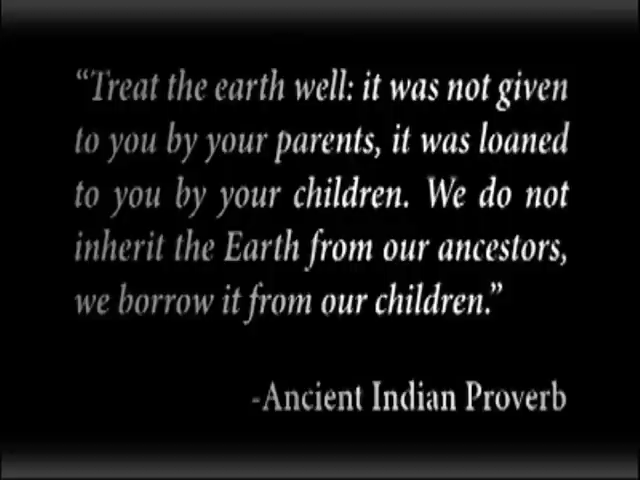 “Treat the earth well: it was not given
to you by your parents, it was loaned
to you by your children. We do not
inherit the Earth from our ancestors,
we borrow it from our children.”
-Ancient Indian Proverb